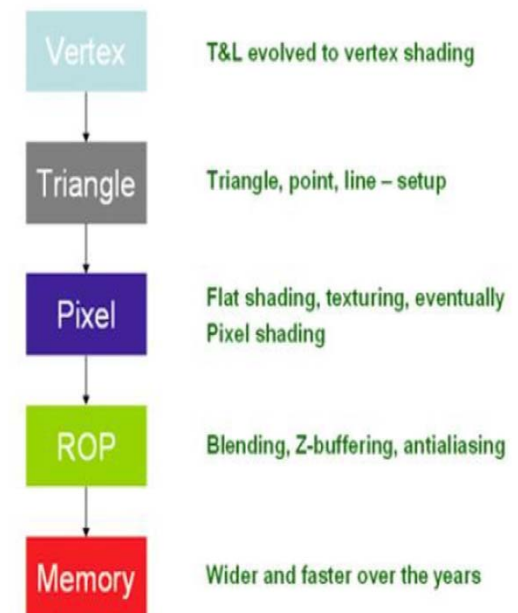 Vertex
T&L evolved to vertex shading
Triangle
Triangle, point, line – setup
Pixel
Flat shading, texturing, eventually
Pixel shading
ROP
Blending, Z-buffering, antialiasing
Memory
Wider and faster over the years